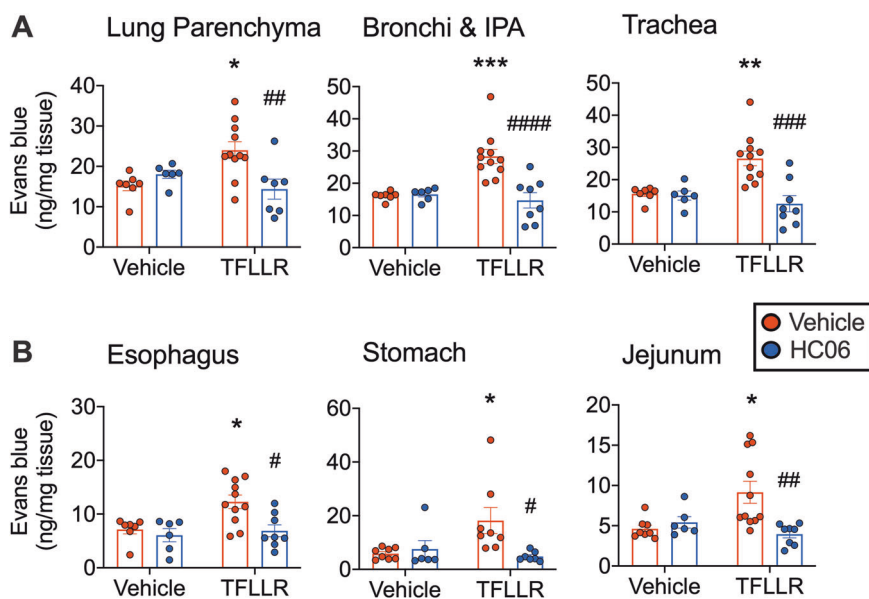 A
Lung Parenchyma
Bronchi & IPA
Trachea
Evans blue
(ng/mg tissue)
40
30
20
10
0
*
##
Vehicle
TFLLR
50
40
30
20
10
0
***
####
Vehicle
TFLLR
50
40
30
20
10
0
**
###
Vehicle
TFLLR
Vehicle
HC06
B
Esophagus
Stomach
Jejunum
Evans blue
(ng/mg tissue)
30
20
10
0
*
#
Vehicle
TFLLR
60
40
20
0
*
#
Vehicle
TFLLR
20
15
10
5
0
*
##
Vehicle
TFLLR